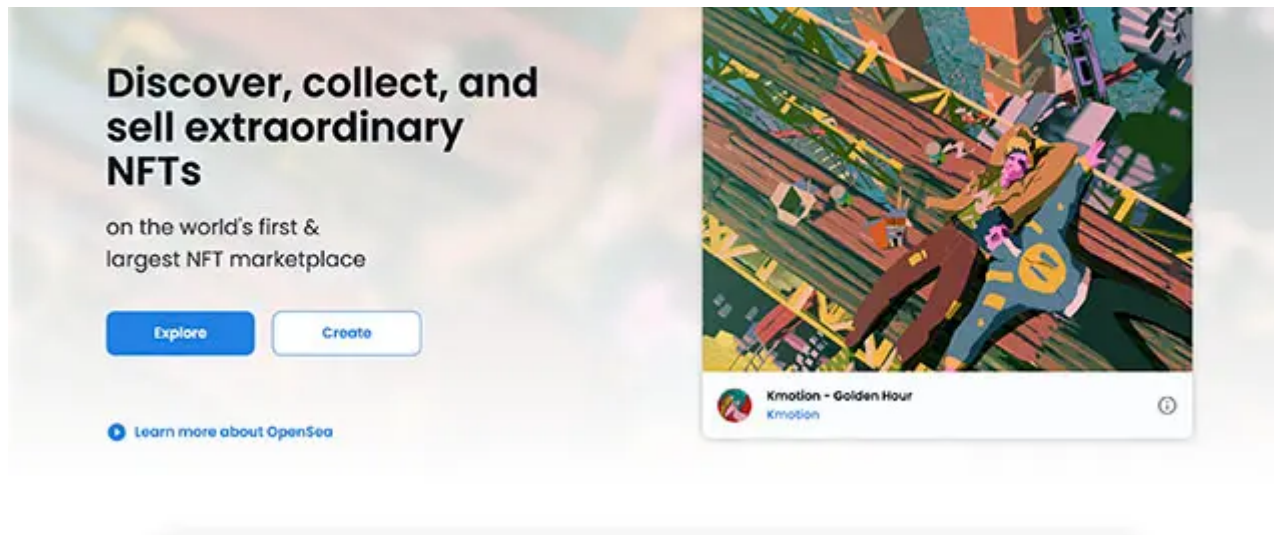 Discover, collect, and
sell extraordinary
NFTs
on the world's first &
largest NFT marketplace
Explore
Create
Learn more about OpenSea
Kmotion - Golden Hour
Kmotion